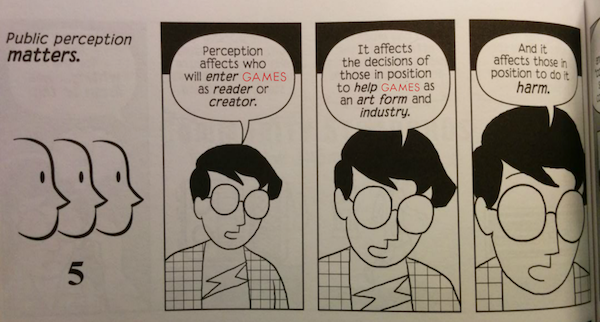 Public perception
matters.
5
Perception
affects who
will enter GAMES
as reader or
creator.
It affects
the decisions of
those in position
to help GAMES as
an art form and
industry.
And it
affects those in
position to do it
harm.